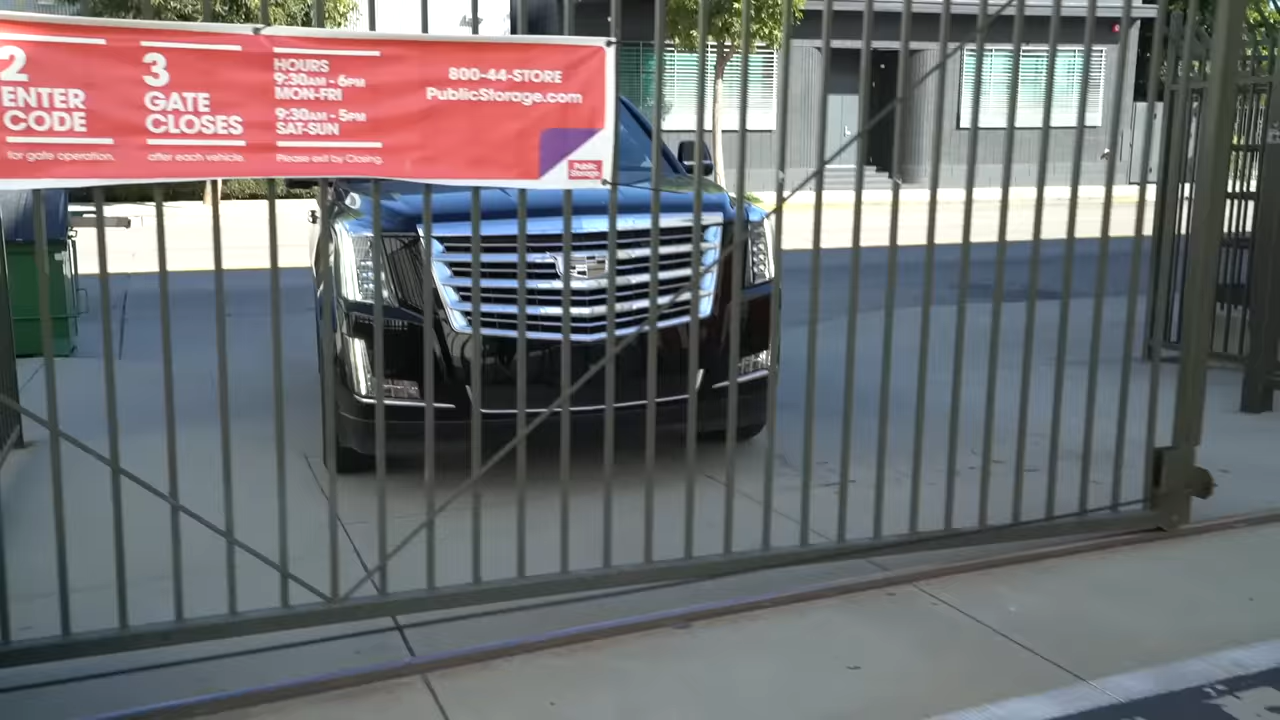 2
ENTER
CODE
for gate operation.
3
GATE
CLOSES
after each vehicle.
HOURS
9:30AM - 6PM
MON-FRI
9:30AM - 5PM
SAT-SUN
Please exit by Closing.
800-44-STORE
PublicStorage.com
Public
Storage